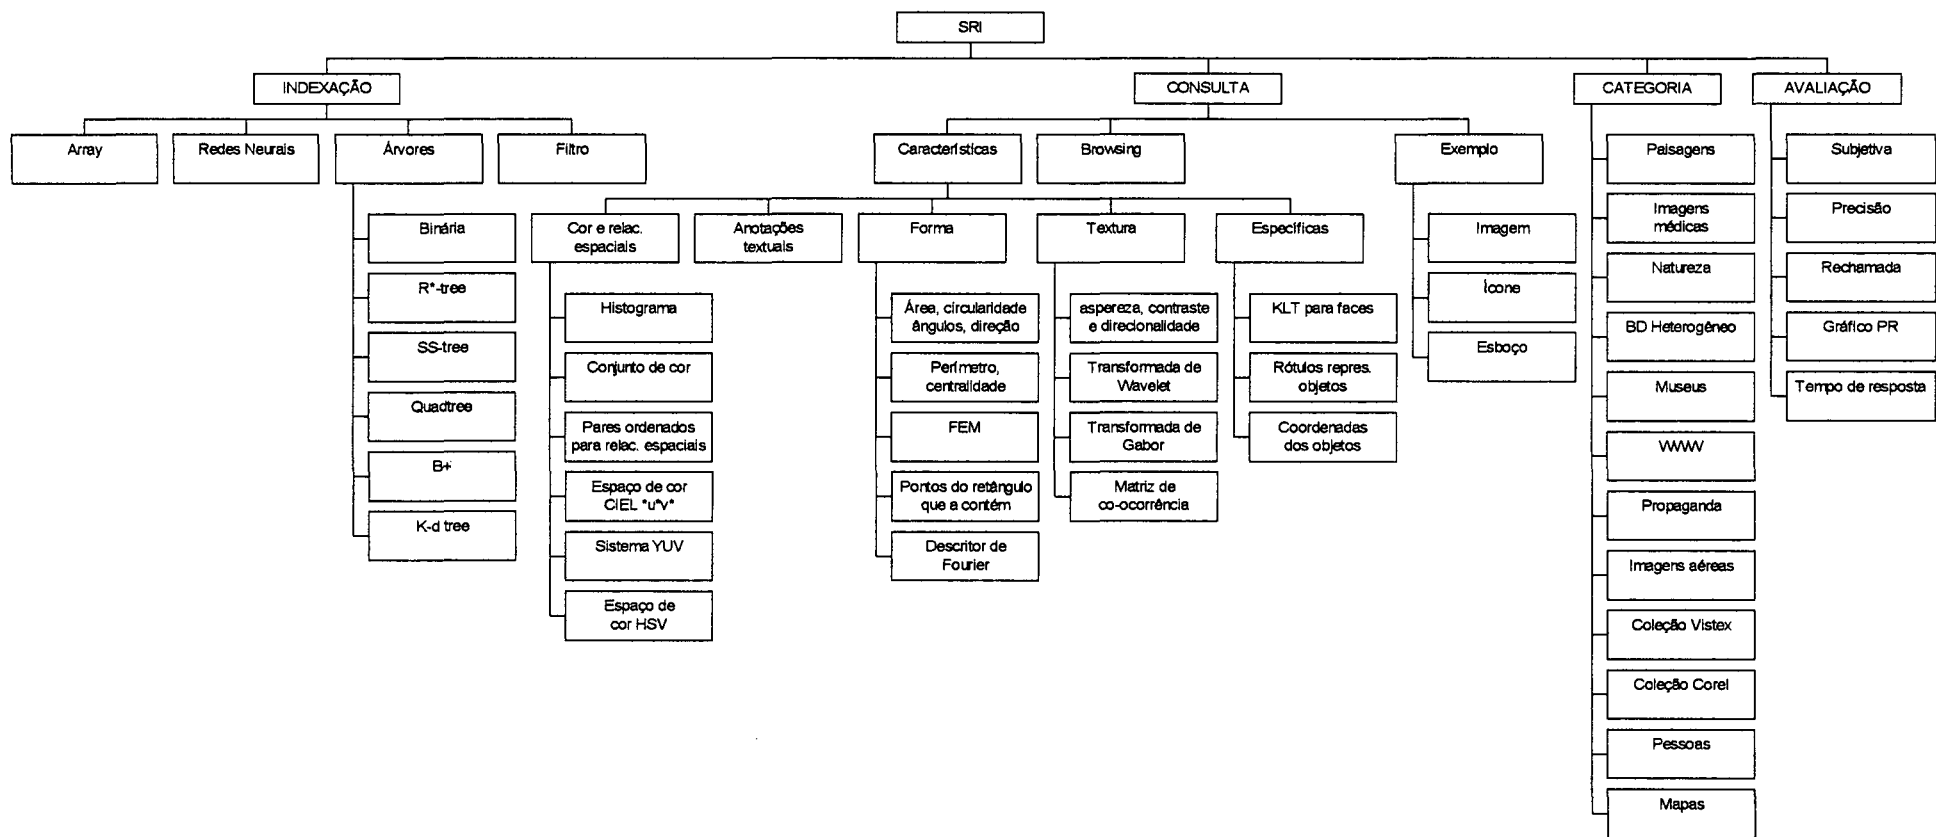 SRI
INDEXAÇÃO
CONSULTA
CATEGORIA
AVALIAÇÃO
Array
Redes Neurais
Árvores
Filtro
Características
Browsing
Exemplo
Binária
R*-tree
SS-tree
Quadtree
B+
K-d tree
Cor e relac.
espaciais
Anotações
textuais
Forma
Textura
Específicas
Histograma
Conjunto de cor
Pares ordenados
para relac. espaciais
Espaço de cor
CIEL *u*v*
Sistema YUV
Espaço de
cor HSV
Área, circularidade
ângulos, direção
Perímetro,
centralidade
FEM
Pontos do retângulo
que a contém
Descritor de
Fourier
aspereza, contraste
e direcionalidade
Transformada de
Wavelet
Transformada de
Gabor
Matriz de
co-ocorrência
KLT para faces
Rótulos repres.
objetos
Coordenadas
dos objetos
Imagem
Ícone
Esboço
Paisagens
Imagens
médicas
Natureza
BD Heterogêneo
Museus
WWW
Propaganda
Imagens aéreas
Coleção Vistex
Coleção Corel
Pessoas
Mapas
Subjetiva
Precisão
Rechamada
Gráfico PR
Tempo de resposta